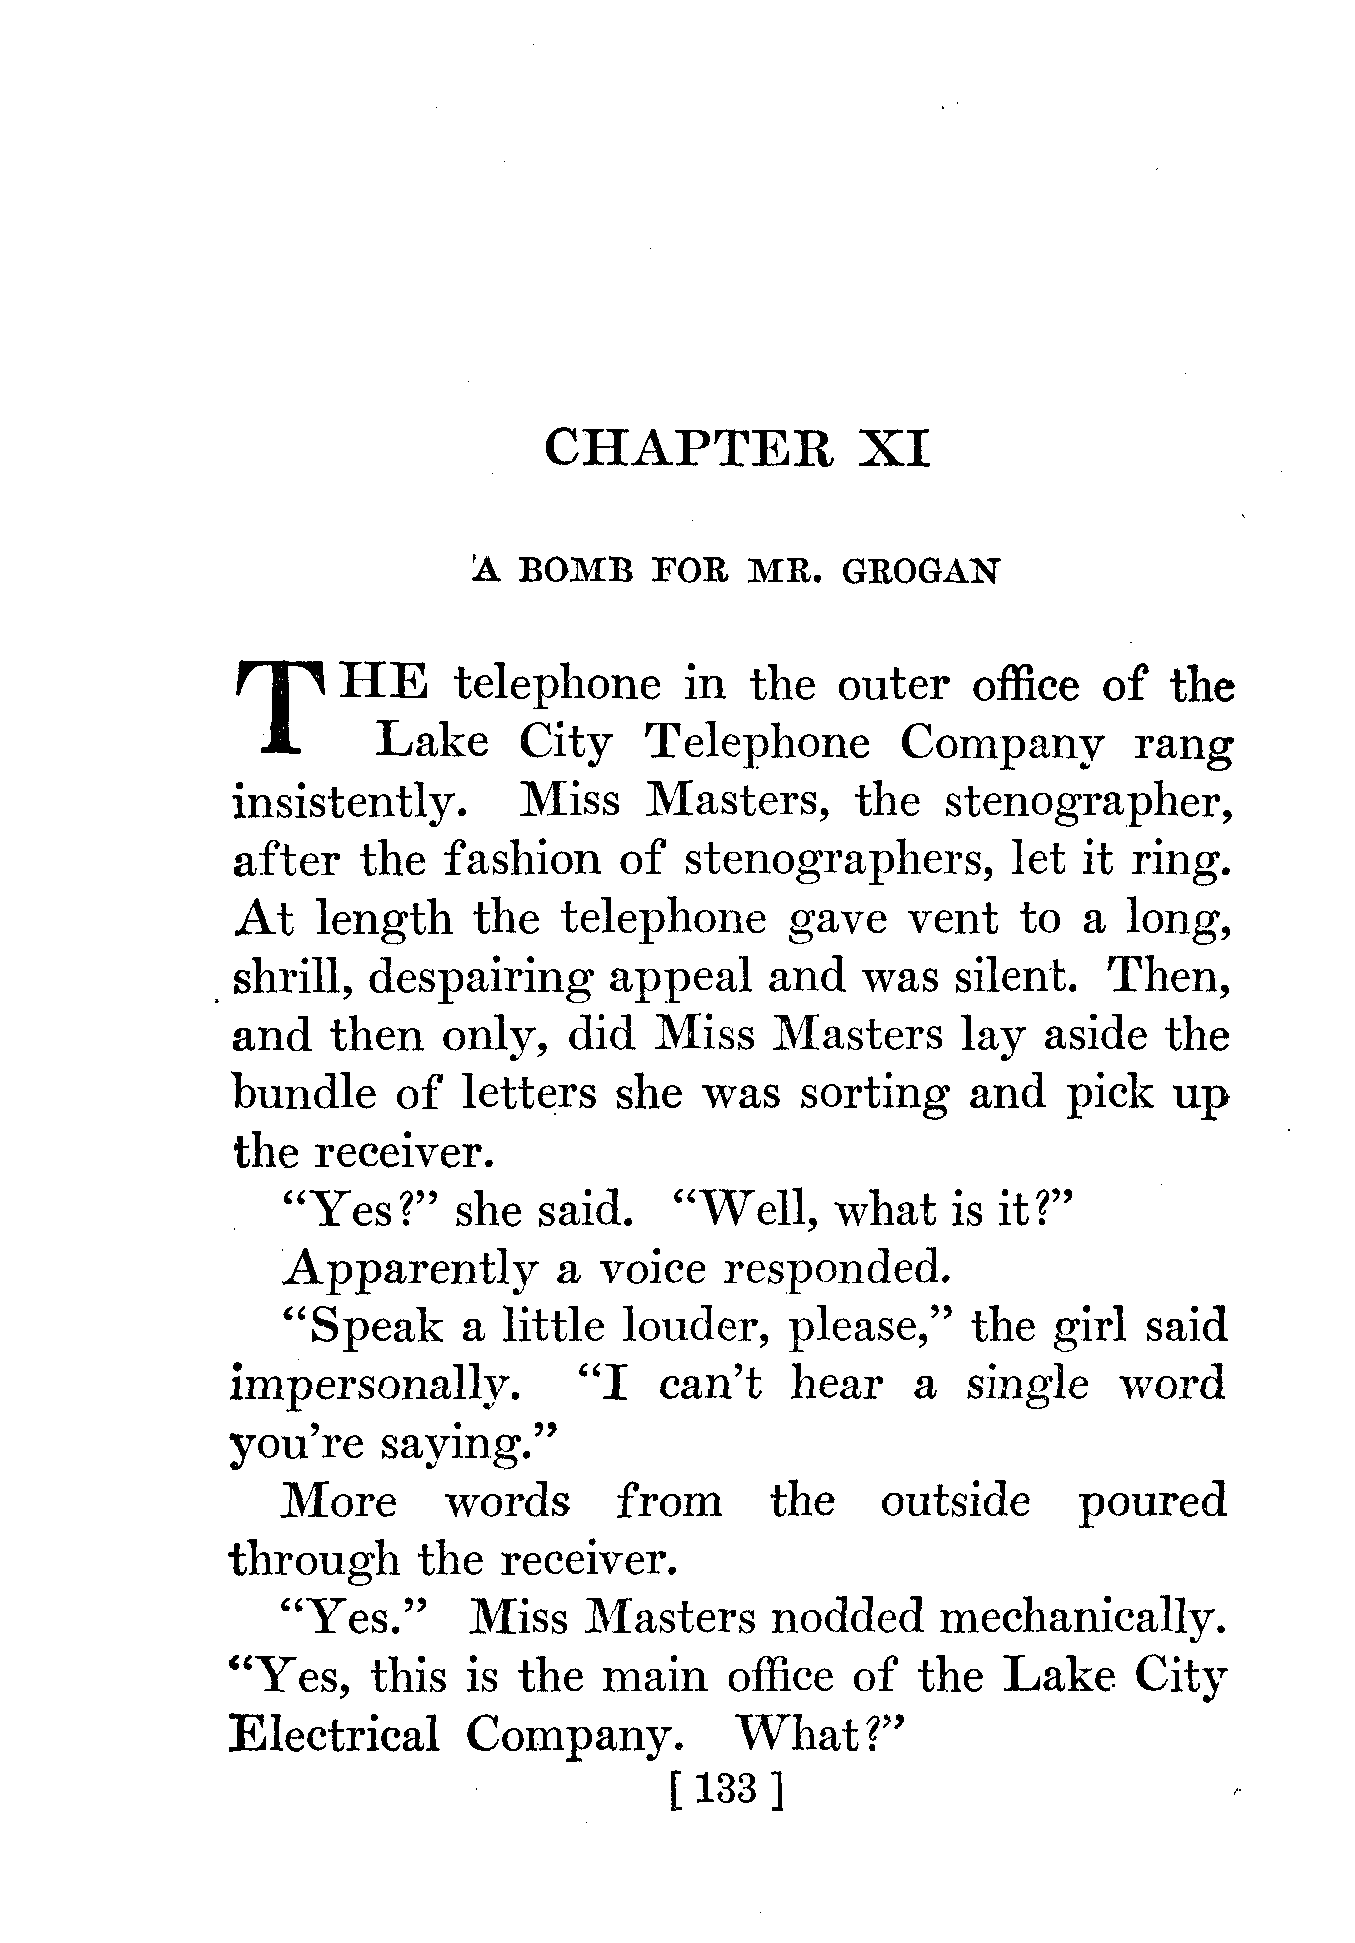 CHAPTER XI
A BOMB FOR MR. GROGAN
THE telephone in the outer office of the
Lake City Telephone Company rang
insistently. Miss Masters, the stenographer,
after the fashion of stenographers, let it ring.
At length the telephone gave vent to a long,
shrill, despairing appeal and was silent. Then,
and then only, did Miss Masters lay aside the
bundle of letters she was sorting and pick up
the receiver.
“Yes?” she said. “Well, what is it?”
Apparently a voice responded.
“Speak a little louder, please,” the girl said
impersonally. “I can’t hear a single word
you’re saying.”
More words from the outside poured
through the receiver.
“Yes.” Miss Masters nodded mechanically.
“Yes, this is the main office of the Lake City
Electrical Company. What?”
[ 133 ]